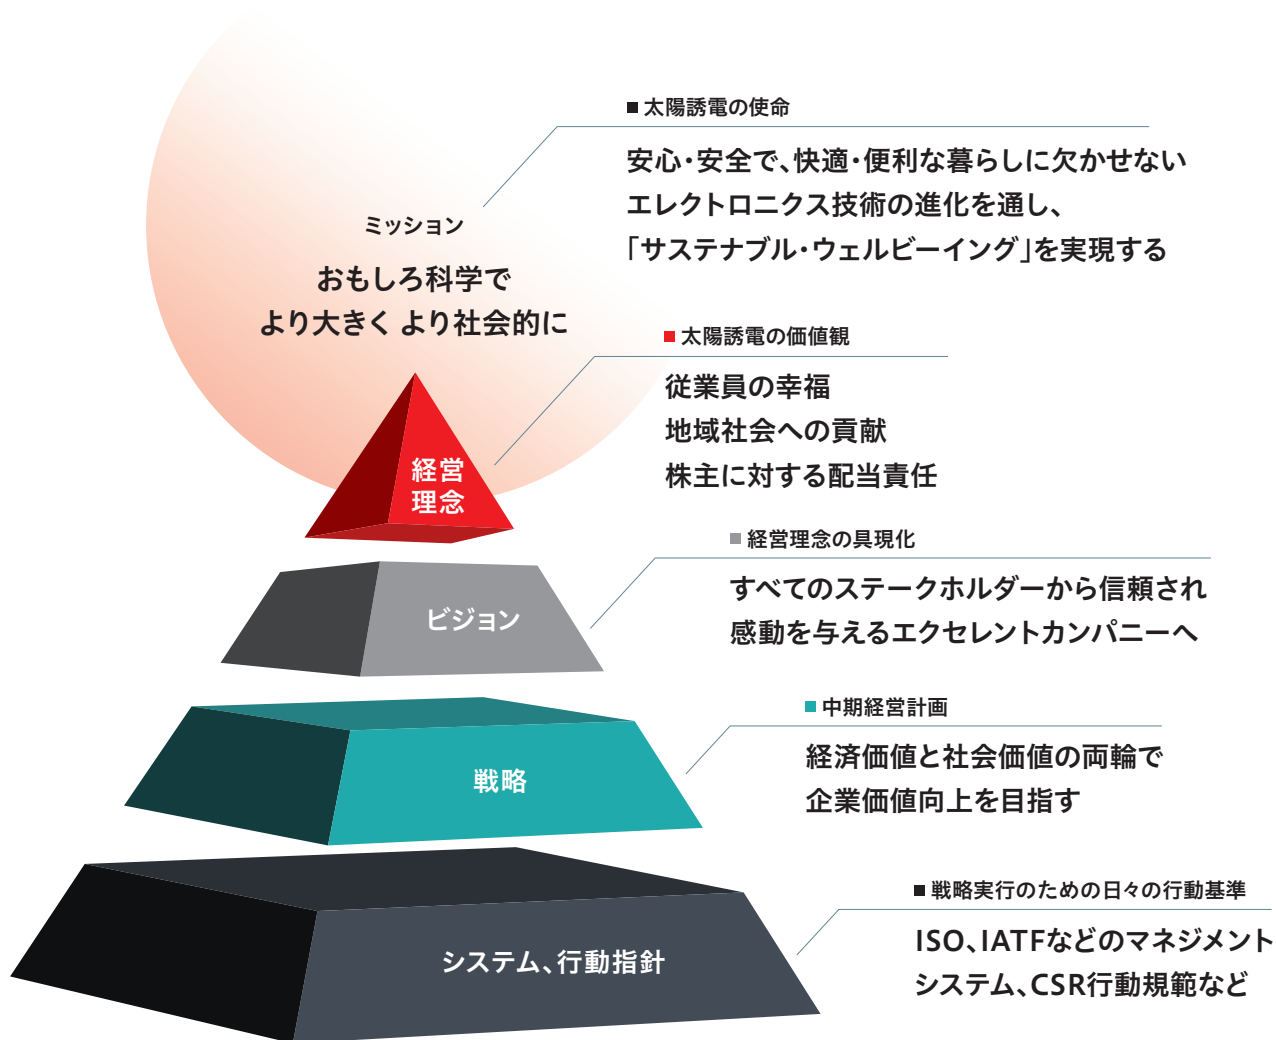 ■太陽誘電の使命
安心・安全で、快適・便利な暮らしに欠かせない
エレクトロニクス技術の進化を通し、
「サステナブル・ウェルビーイング」を実現する
ミッション
おもしろ科学で
より大きく より社会的に
■太陽誘電の価値観
従業員の幸福
地域社会への貢献
株主に対する配当責任
経営
理念
■経営理念の具現化
すべてのステークホルダーから信頼され
感動を与えるエクセレントカンパニーへ
ビジョン
■中期経営計画
経済価値と社会価値の両輪で
企業価値向上を目指す
戦略
■戦略実行のための日々の行動基準
ISO、IATFなどのマネジメント
システム、CSR行動規範など
システム、行動指針